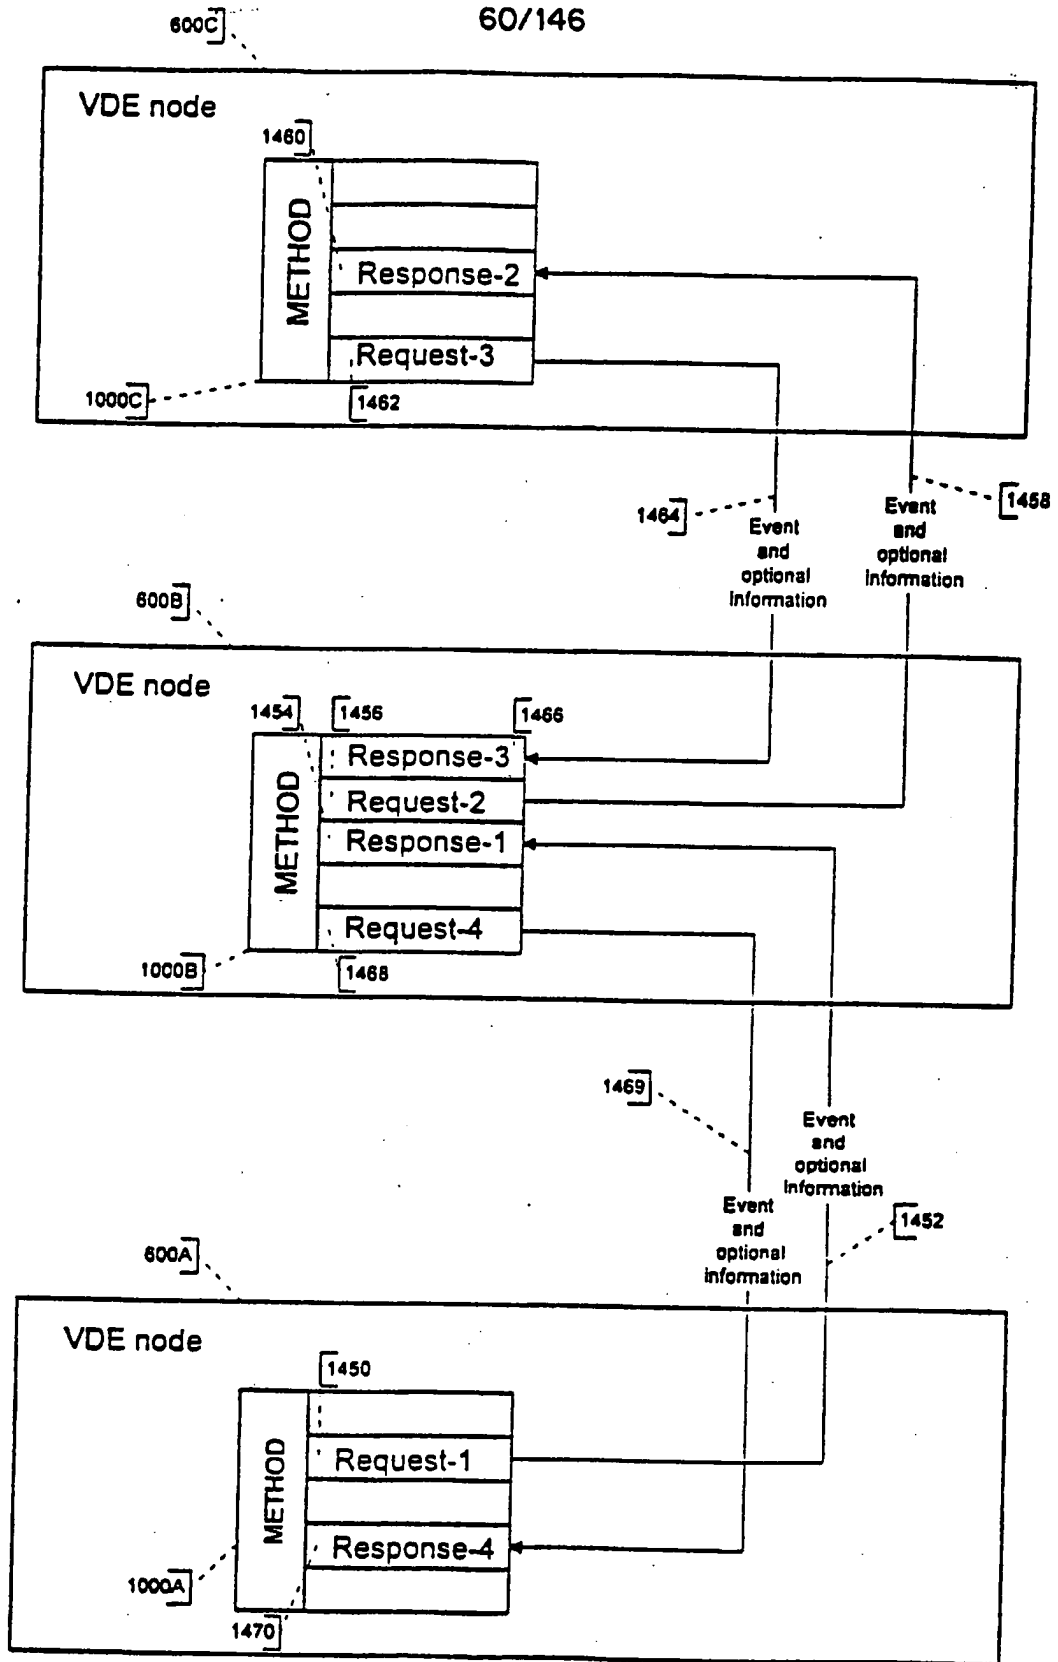 60/146
600C
VDE node
1460
METHOD
Response-2
Request-3
1000C
1462
1464
1458
Event
and
optional
information
Event
and
optional
information
600B
VDE node
1454
1456
1466
METHOD
Response-3
Request-2
Response-1
Request-4
1000B
1468
1469
Event
and
optional
information
Event
and
optional
information
1452
600A
VDE node
1450
METHOD
Request-1
Response-4
1000A
1470